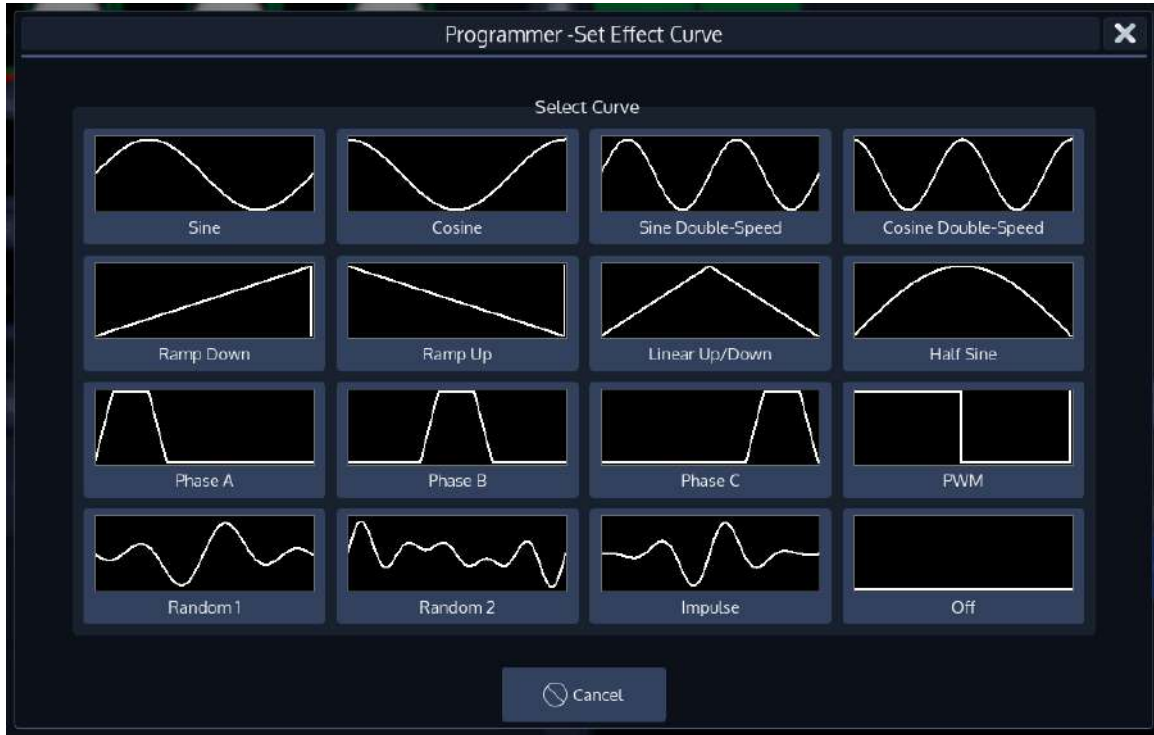 Programmer -Set Effect Curve
Select Curve
Sine
Cosine
Sine Double-Speed
Cosine Double-Speed
Ramp Down
Ramp Up
Linear Up/Down
Half Sine
Phase A
Phase B
Phase C
PWM
Random 1
Random 2
Impulse
Off
Cancel